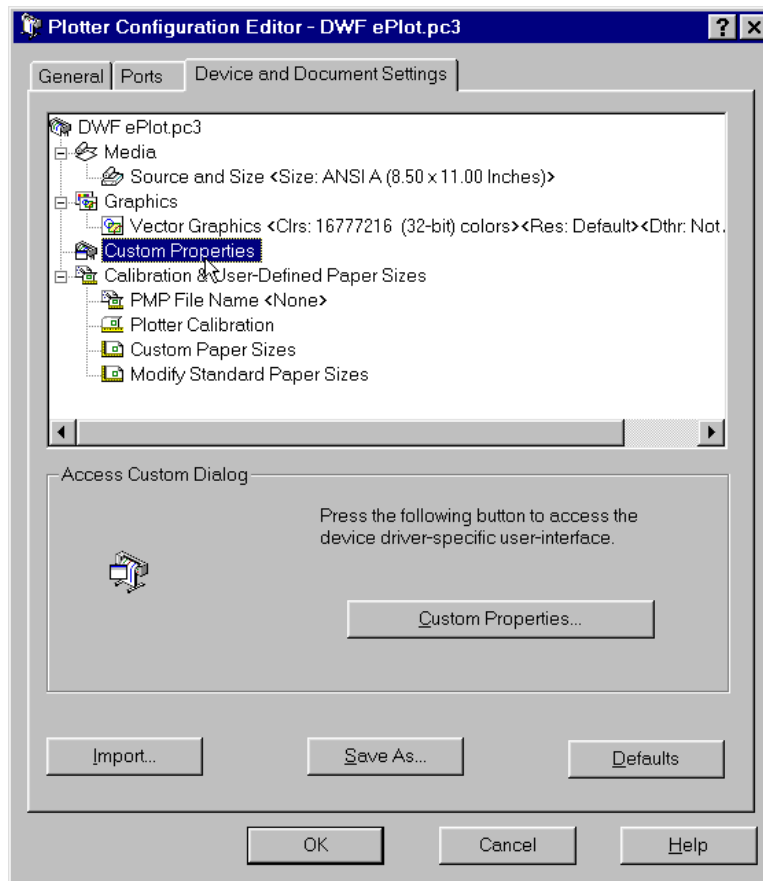 Plotter Configuration Editor - DWF ePlot.pc3
General Ports Device and Document Settings
DWF ePlot.pc3
Media
Source and Size <Size: ANSI A (8.50 x 11.00 Inches)>
Graphics
Vector Graphics <Clrs: 16777216 (32-bit) colors><Res: Default><Dthr: Not.
Custom Properties
Calibration & User-Defined Paper Sizes
PMP File Name <None>
Plotter Calibration
Custom Paper Sizes
Modify Standard Paper Sizes
Access Custom Dialog
Press the following button to access the
device driver-specific user-interface.
Custom Properties...
Import... Save As... Defaults
OK Cancel Help